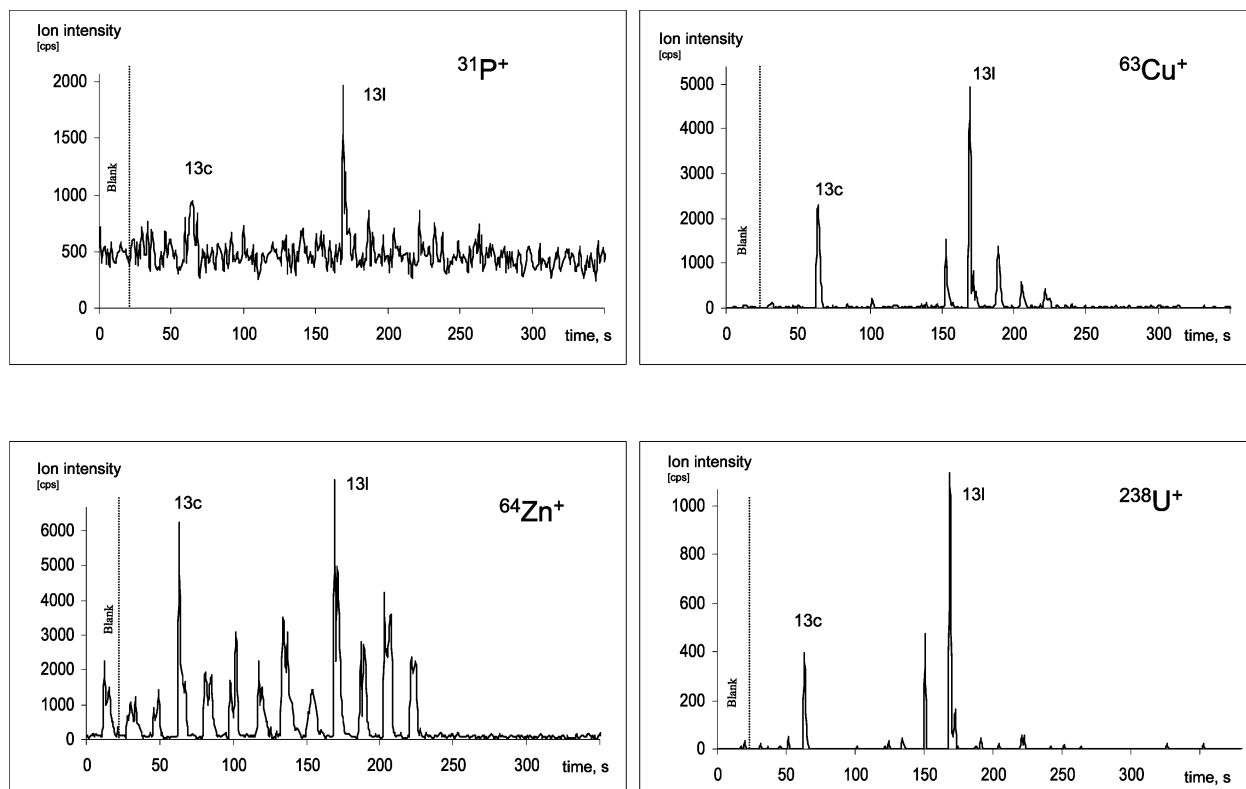 Ion intensity
[cps]
31P+
2000
1500
1000
500
0
Blank
13c
13l
0 50 100 150 200 250 300 time, s
Ion intensity
[cps]
63Cu+
5000
4000
3000
2000
1000
0
Blank
13c
13l
0 50 100 150 200 250 300 time, s
Ion intensity
[cps]
64Zn+
6000
5000
4000
3000
2000
1000
0
Blank
13c
13l
0 50 100 150 200 250 300 time, s
Ion intensity
[cps]
238U+
1000
800
600
400
200
0
Blank
13c
13l
0 50 100 150 200 250 300 time, s